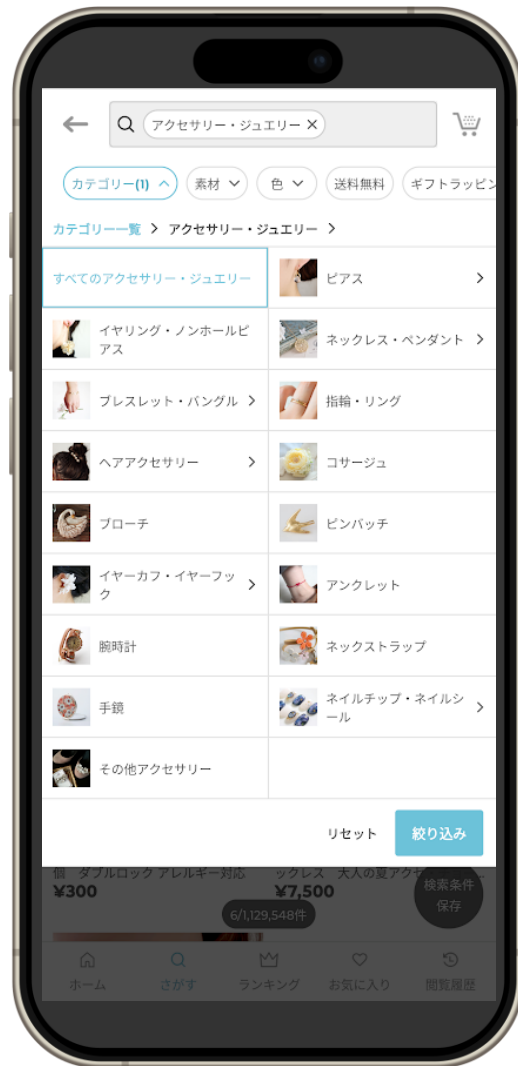 アクセサリー・ジュエリー ×
カテゴリー(1)
素材
色
送料無料
ギフトラッピン
カテゴリー一覧 > アクセサリー・ジュエリー >
すべてのアクセサリー・ジュエリー
ピアス
イヤリング・ノンホールピ
アス
ネックレス・ペンダント
ブレスレット・バングル
指輪・リング
ヘアアクセサリー
コサージュ
ブローチ
ピンバッチ
イヤーカフ・イヤーフッ
ク
アンクレット
腕時計
ネックストラップ
手鏡
ネイルチップ・ネイルシ
ール
その他アクセサリー
リセット
絞り込み
個 ダブルロック アレルギー対応
¥300
ックレス 大人の夏アクセ
¥7,500
検索条件
保存
6/1,129,548件
ホーム
さがす
ランキング
お気に入り
閲覧履歴